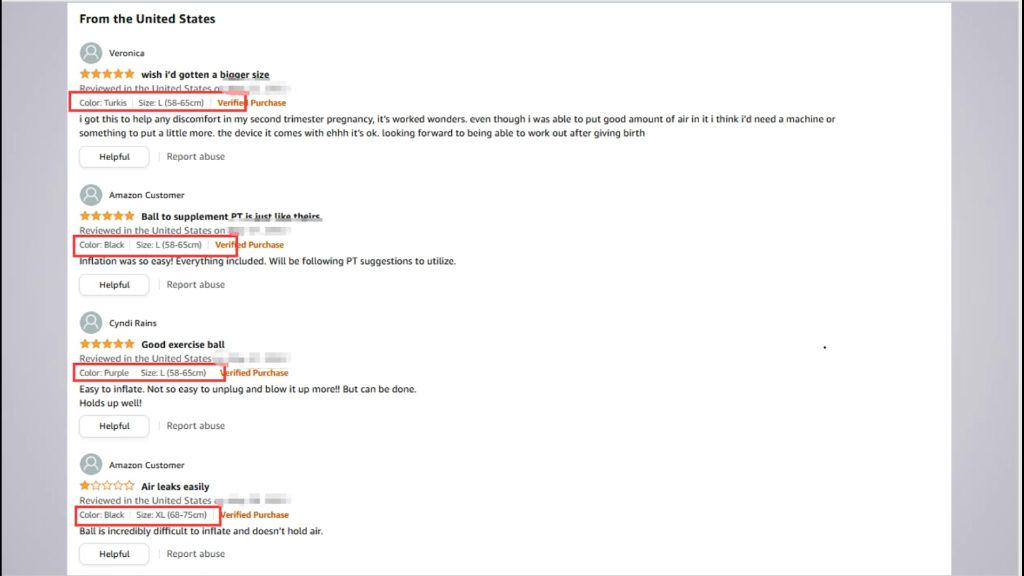 From the United States
Veronica
wish i'd gotten a bigger size
Reviewed in the United States on
Color: Turkis Size: L (58-65cm) Verified Purchase
i got this to help any discomfort in my second trimester pregnancy, it's worked wonders. even though i was able to put good amount of air in it i think i'd need a machine or
something to put a little more. the device it comes with ehhh it's ok. looking forward to being able to work out after giving birth
Helpful Report abuse
Amazon Customer
Ball to supplement PT is just like theirs.
Reviewed in the United States on
Color: Black Size: L (58-65cm) Verified Purchase
Inflation was so easy! Everything included. Will be following PT suggestions to utilize.
Helpful Report abuse
Cyndi Rains
Good exercise ball
Reviewed in the United States
Color: Purple Size: L (58-65cm) Verified Purchase
Easy to inflate. Not so easy to unplug and blow it up more!! But can be done.
Holds up well!
Helpful Report abuse
Amazon Customer
Air leaks easily
Reviewed in the United States
Color: Black Size: XL (68-75cm) Verified Purchase
Ball is incredibly difficult to inflate and doesn't hold air.
Helpful Report abuse